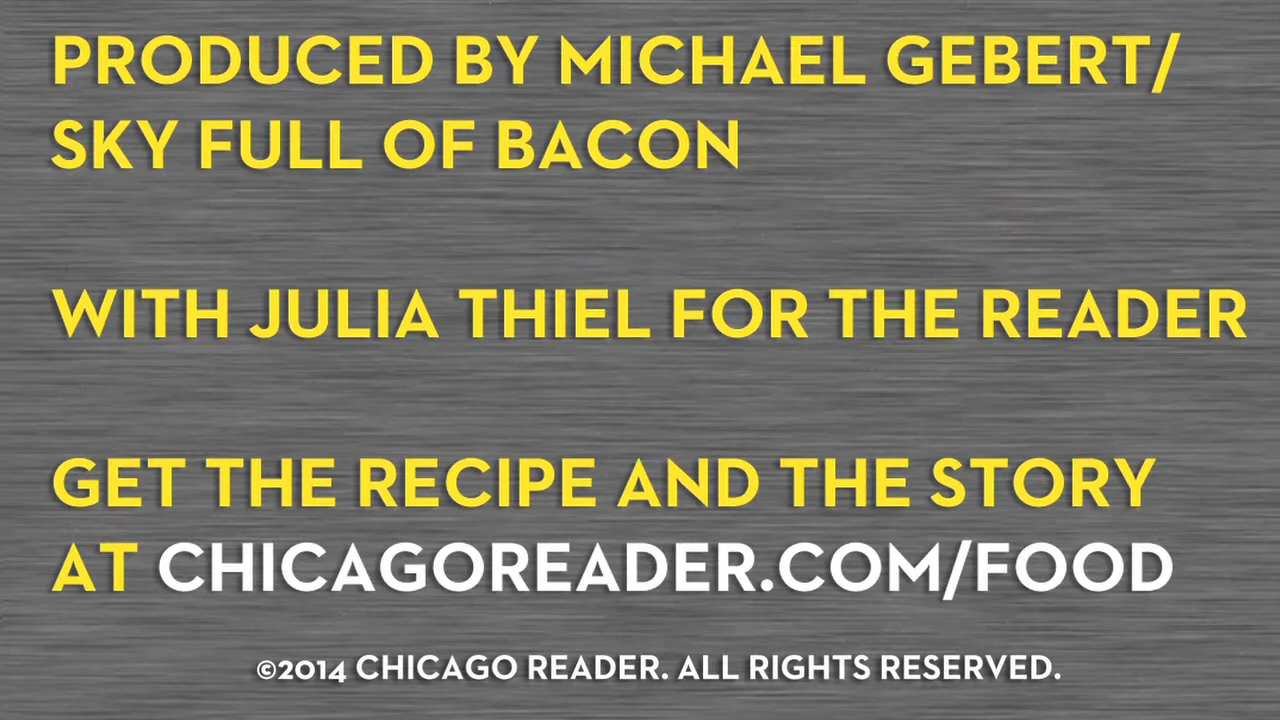 PRODUCED BY MICHAEL GEBERT/
SKY FULL OF BACON
WITH JULIA THIEL FOR THE READER
GET THE RECIPE AND THE STORY
AT CHICAGOREADER.COM/FOOD
©2014 CHICAGO READER. ALL RIGHTS RESERVED.